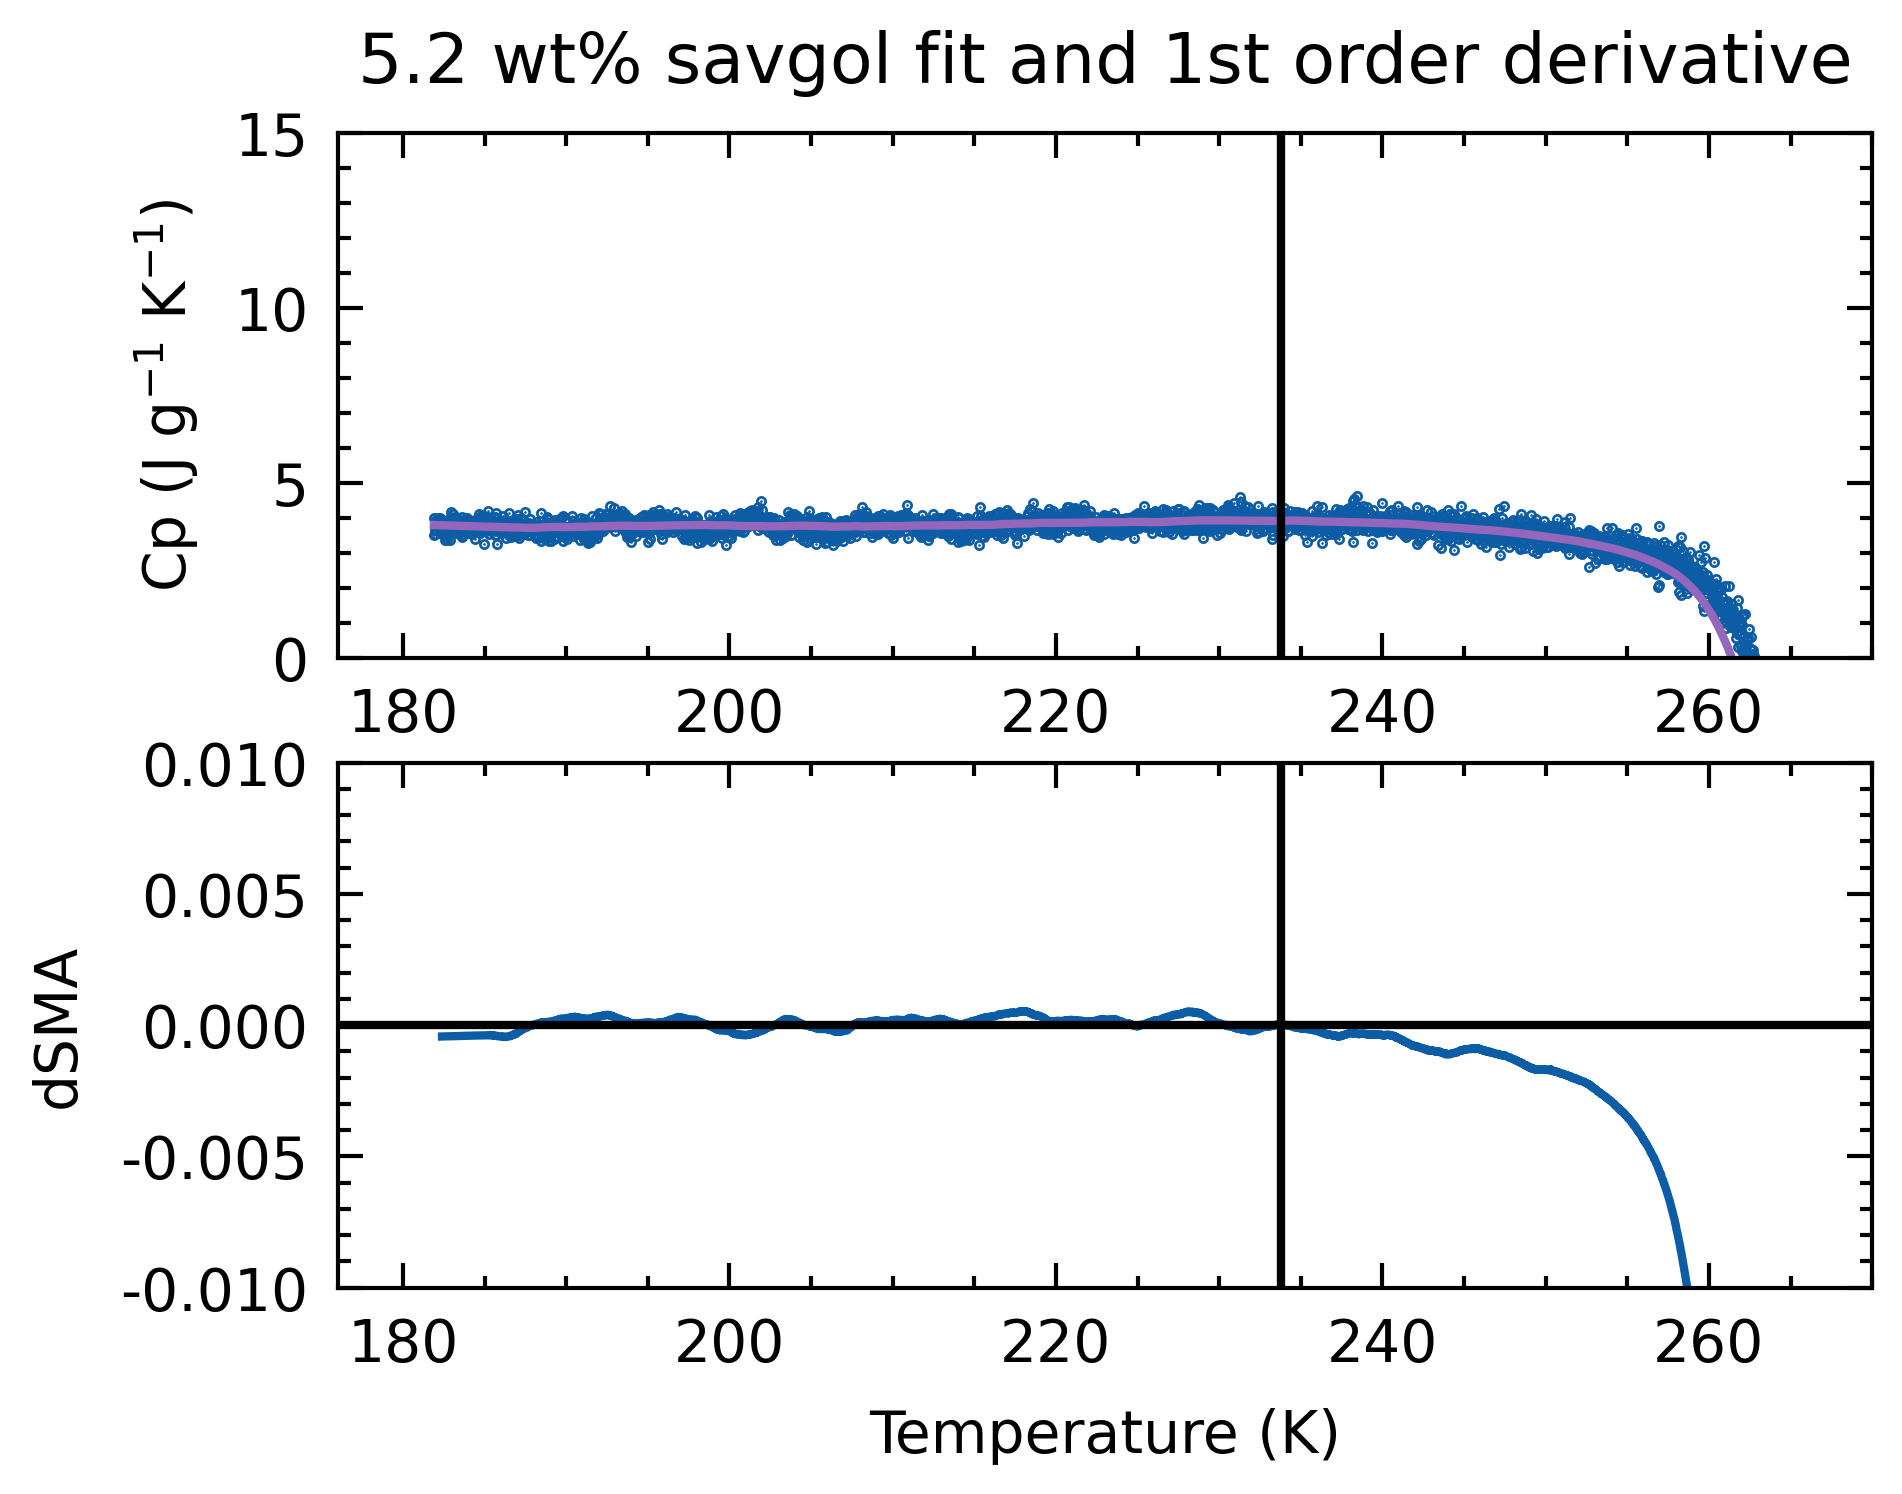 5.2 wt% savgol fit and 1st order derivative
15
10
5
0
Cp (J g⁻¹ K⁻¹)
180 200 220 240 260
0.010
0.005
0.000
-0.005
-0.010
dSMA
180 200 220 240 260
Temperature (K)